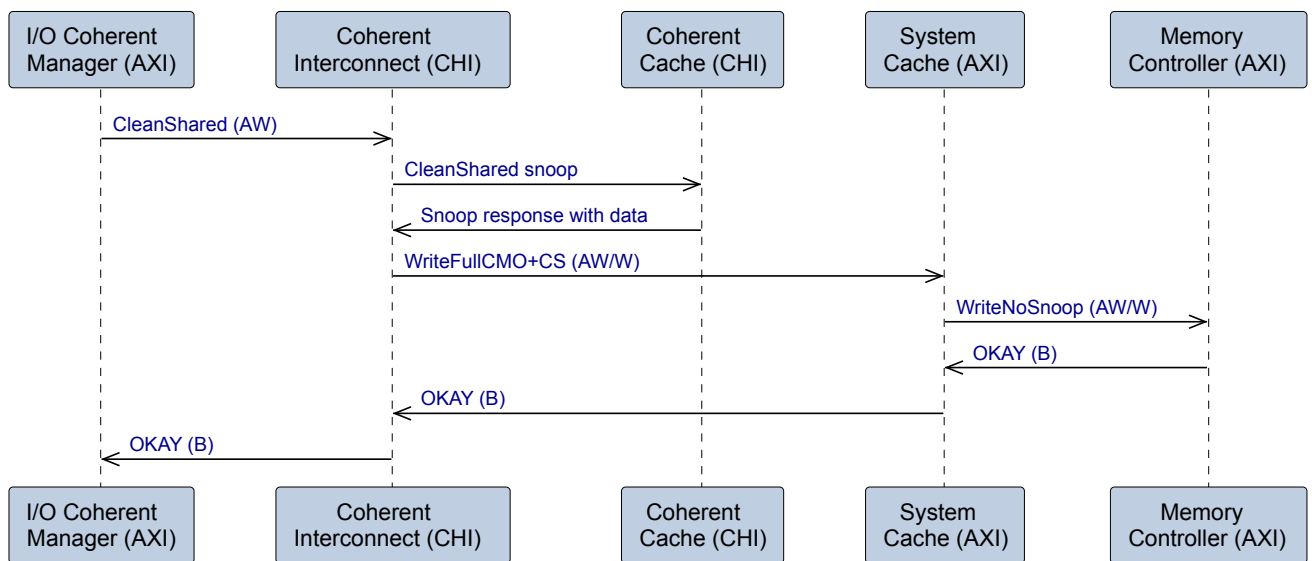 I/O Coherent
Manager (AXI)
Coherent
Interconnect (CHI)
Coherent
Cache (CHI)
System
Cache (AXI)
Memory
Controller (AXI)
CleanShared (AW)
CleanShared snoop
Snoop response with data
WriteFullCMO+CS (AW/W)
WriteNoSnoop (AW/W)
OKAY (B)
OKAY (B)
OKAY (B)
I/O Coherent
Manager (AXI)
Coherent
Interconnect (CHI)
Coherent
Cache (CHI)
System
Cache (AXI)
Memory
Controller (AXI)